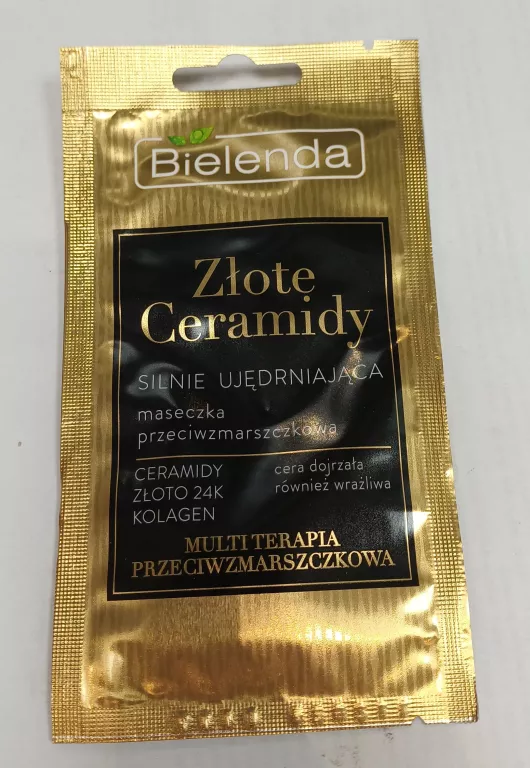 Bielenda
Złote
Ceramidy
SILNIE UJĘDRNIAJĄCA
maseczka
przeciwzmarszczkowa
CERAMIDY
ZŁOTO 24K
KOLAGEN
cera dojrzała
również wrażliwa
MULTI TERAPIA
PRZECIWZMARSZCZKOWA